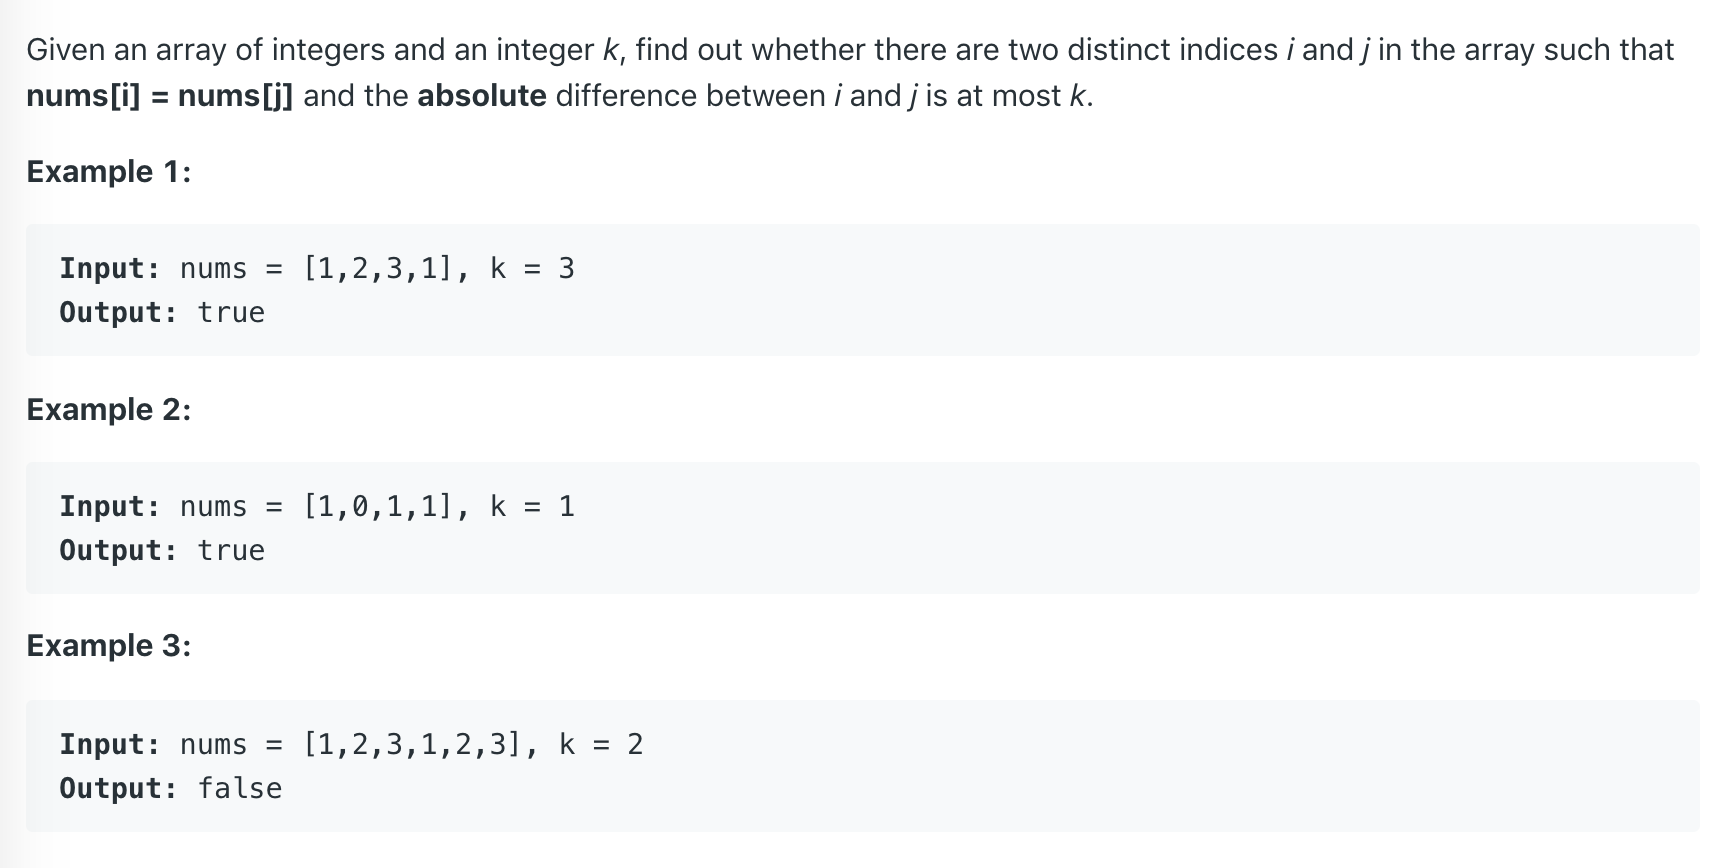 Given an array of integers and an integer k, find out whether there are two distinct indices i and j in the array such that
nums[i] = nums[j] and the absolute difference between i and j is at most k.
Example 1:
Input: nums = [1,2,3,1], k = 3
Output: true
Example 2:
Input: nums = [1,0,1,1], k = 1
Output: true
Example 3:
Input: nums = [1,2,3,1,2,3], k = 2
Output: false